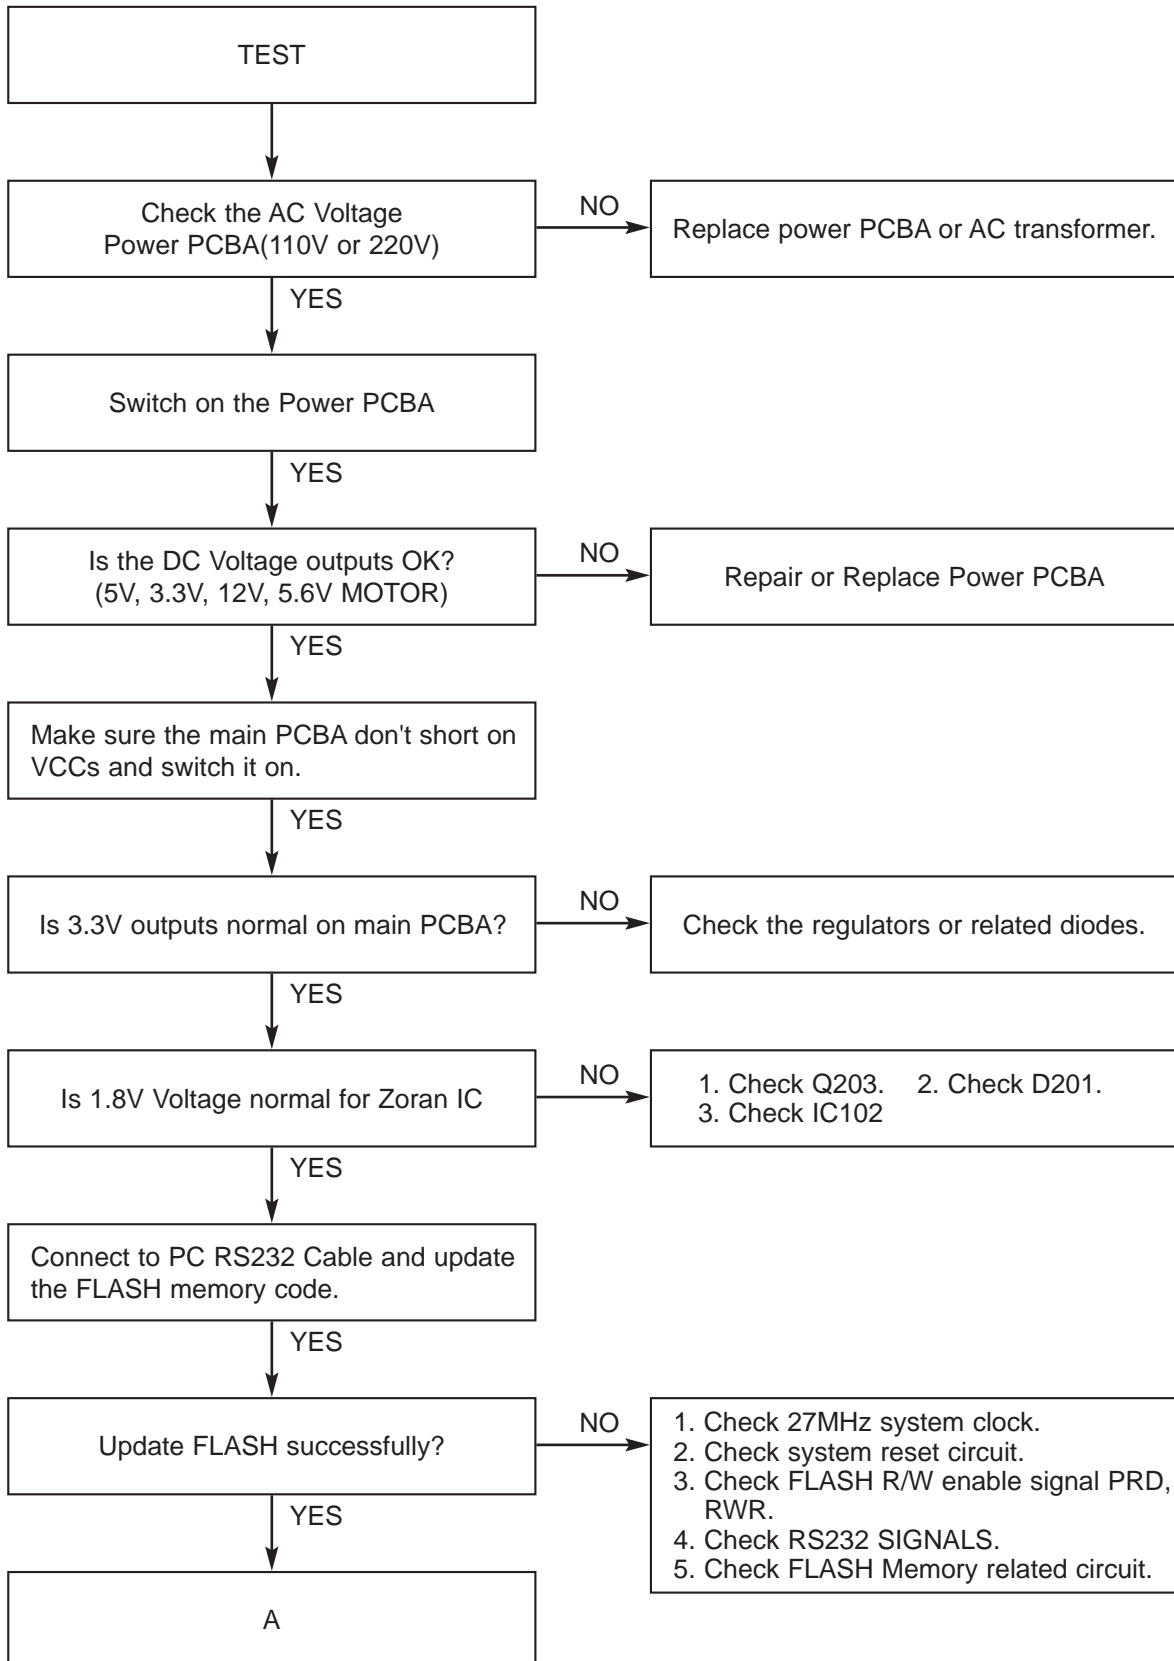 TEST
Check the AC Voltage
Power PCBA(110V or 220V)
NO
Replace power PCBA or AC transformer.
YES
Switch on the Power PCBA
YES
Is the DC Voltage outputs OK?
(5V, 3.3V, 12V, 5.6V MOTOR)
NO
Repair or Replace Power PCBA
YES
Make sure the main PCBA don't short on
VCCs and switch it on.
YES
Is 3.3V outputs normal on main PCBA?
NO
Check the regulators or related diodes.
YES
Is 1.8V Voltage normal for Zoran IC
NO
1. Check Q203. 2. Check D201.
3. Check IC102
YES
Connect to PC RS232 Cable and update
the FLASH memory code.
YES
Update FLASH successfully?
NO
1. Check 27MHz system clock.
2. Check system reset circuit.
3. Check FLASH R/W enable signal PRD,
RWR.
4. Check RS232 SIGNALS.
5. Check FLASH Memory related circuit.
YES
A